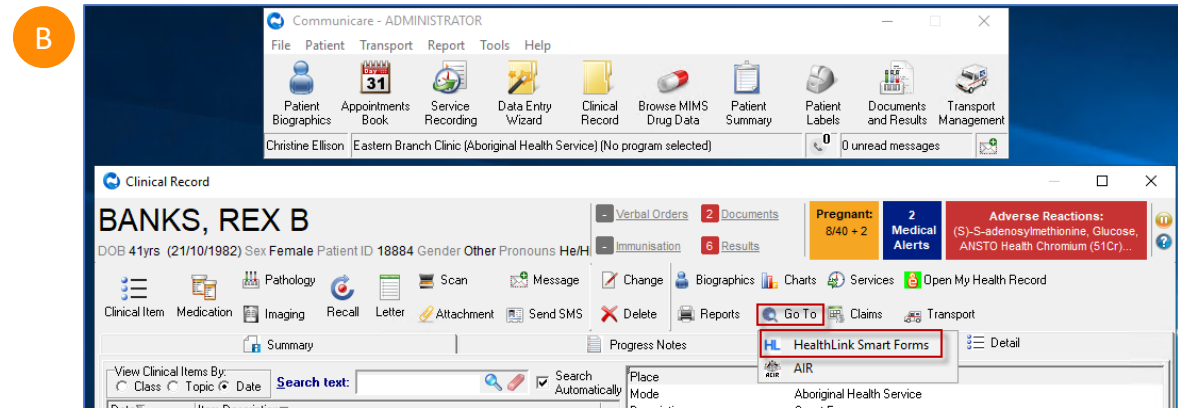 B
Communicare - ADMINISTRATOR
File Patient Transport Report Tools Help
Day
31
Patient Biographics
Appointments Book
Service Recording
Data Entry Wizard
Clinical Record
Browse MIMS Drug Data
Patient Summary
Patient Labels
Documents and Results
Transport Management
Christine Ellison Eastern Branch Clinic (Aboriginal Health Service) (No program selected) 0 0 unread messages
Clinical Record
BANKS, REX B
DOB 41yrs (21/10/1982) Sex Female Patient ID 18884 Gender Other Pronouns He/Hi
- Verbal Orders 2 Documents
- Immunisation 6 Results
Pregnant:
8/40 + 2
2
Medical
Alerts
Adverse Reactions:
(S)-S-adenosylmethionine, Glucose,
ANSTO Health Chromium (51Cr)...
Clinical Item Medication Pathology Imaging Recall Letter Scan Attachment Message Send SMS
Change Biographics Charts Services Open My Health Record
Delete Reports Go To Claims Transport
Summary Progress Notes Detail
HL HealthLink Smart Forms
AIR
View Clinical Items By:
Class Topic Date Search text: Search Automatically
Place
Mode Aboriginal Health Service